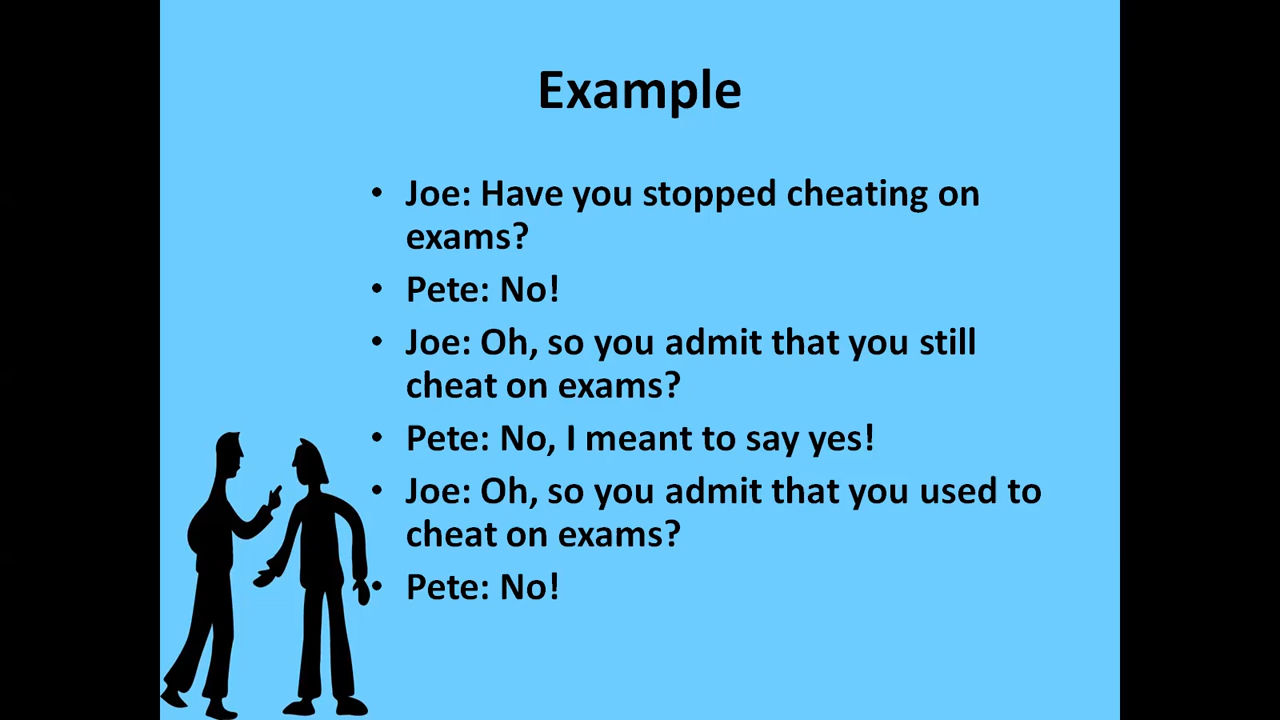 Example
• Joe: Have you stopped cheating on
exams?
• Pete: No!
• Joe: Oh, so you admit that you still
cheat on exams?
• Pete: No, I meant to say yes!
• Joe: Oh, so you admit that you used to
cheat on exams?
• Pete: No!